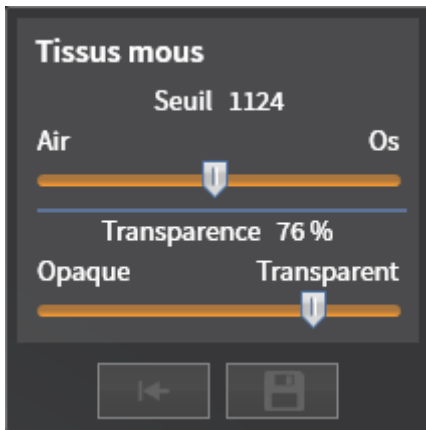 Tissus mous
Seuil 1124
Air Os
Transparence 76 %
Opaque Transparent